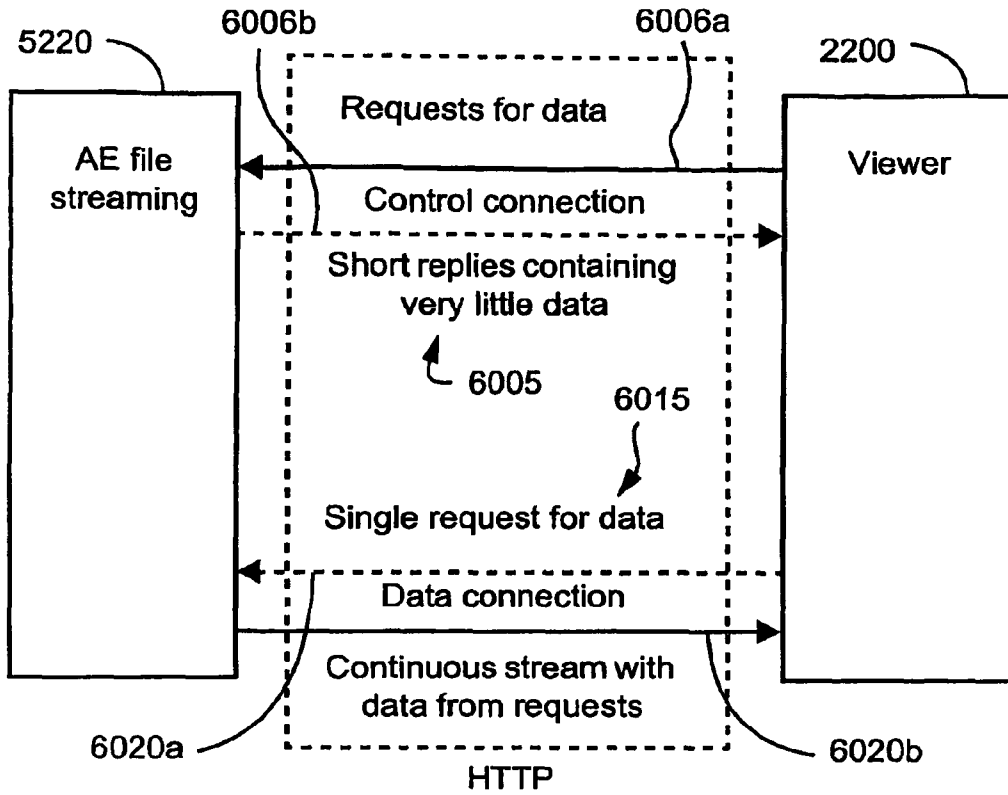 6006b
6006a
5220
2200
Requests for data
AE file
streaming
Viewer
Control connection
Short replies containing
very little data
6005
6015
Single request for data
Data connection
Continuous stream with
data from requests
6020a
6020b
HTTP